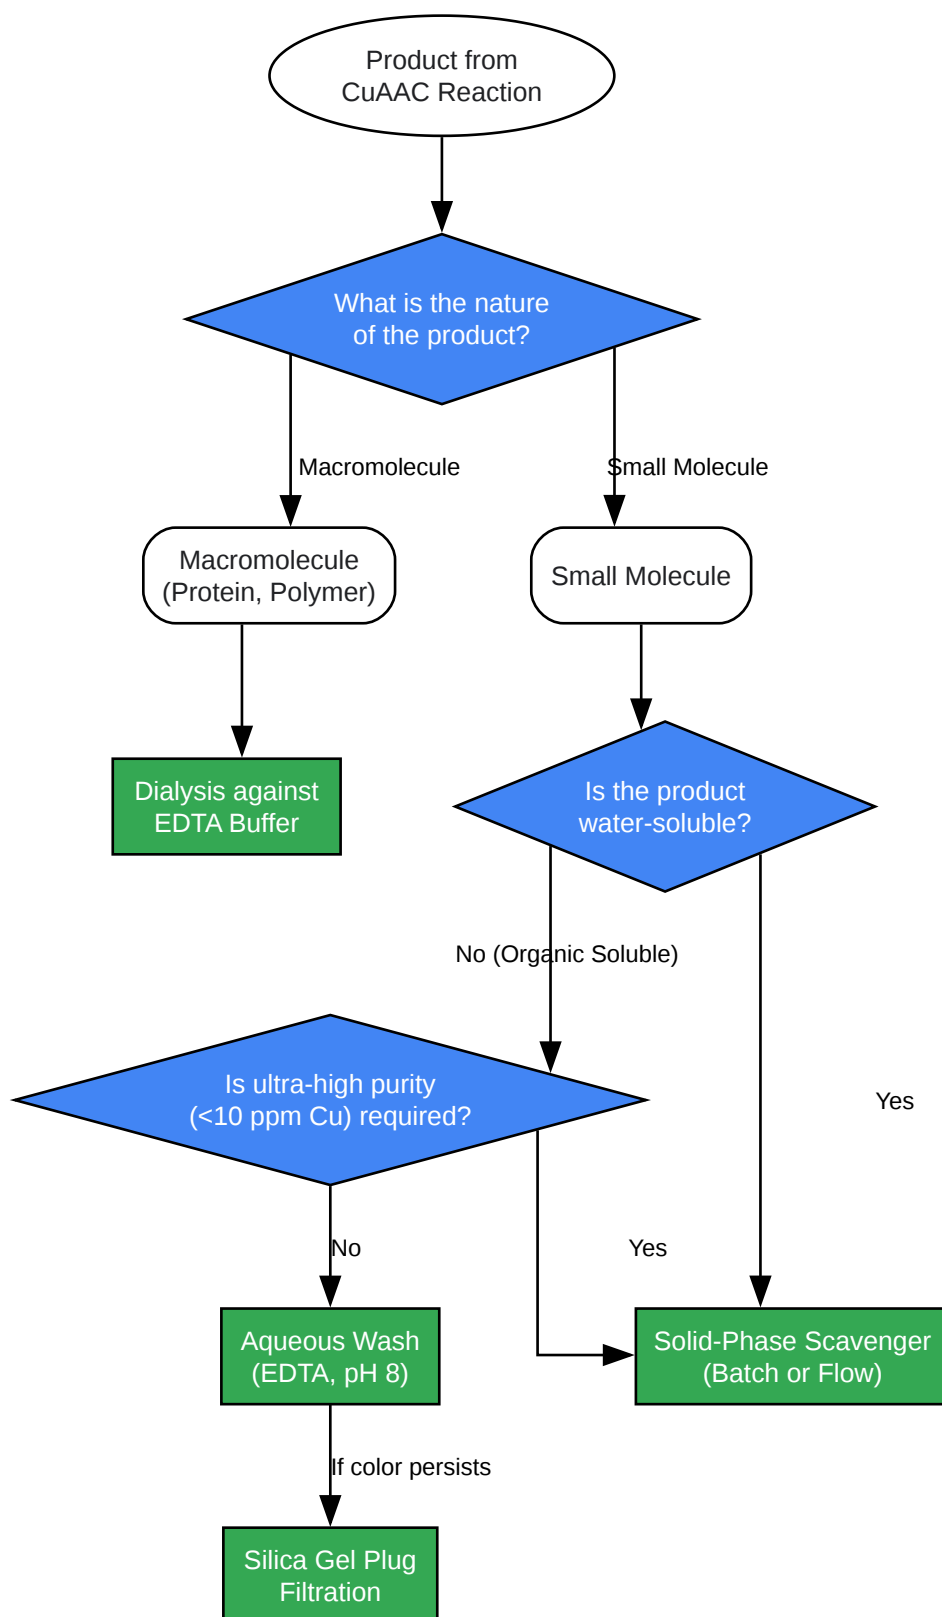 Product from
CuAAC Reaction
What is the nature
of the product?
Macromolecule
Small Molecule
Macromolecule
(Protein, Polymer)
Small Molecule
Dialysis against
EDTA Buffer
Is the product
water-soluble?
No (Organic Soluble)
Is ultra-high purity
(<10 ppm Cu) required?
Yes
No
Yes
Aqueous Wash
(EDTA, pH 8)
Solid-Phase Scavenger
(Batch or Flow)
If color persists
Silica Gel Plug
Filtration